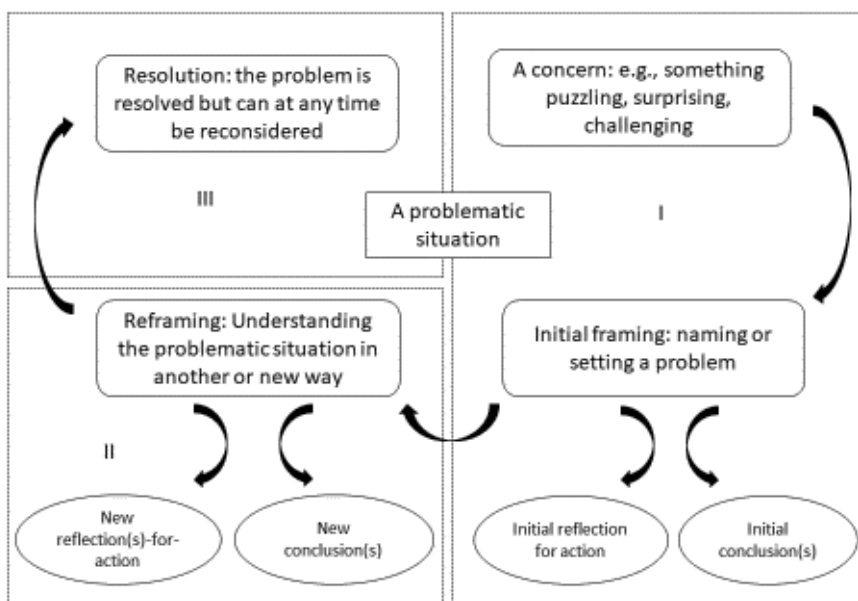 Resolution: the problem is
resolved but can at any time
be reconsidered
III
A concern: e.g., something
puzzling, surprising,
challenging
I
A problematic
situation
Reframing: Understanding
the problematic situation in
another or new way
II
New
reflection(s)-for-
action
New
conclusion(s)
Initial framing: naming or
setting a problem
Initial reflection
for action
Initial
conclusion(s)